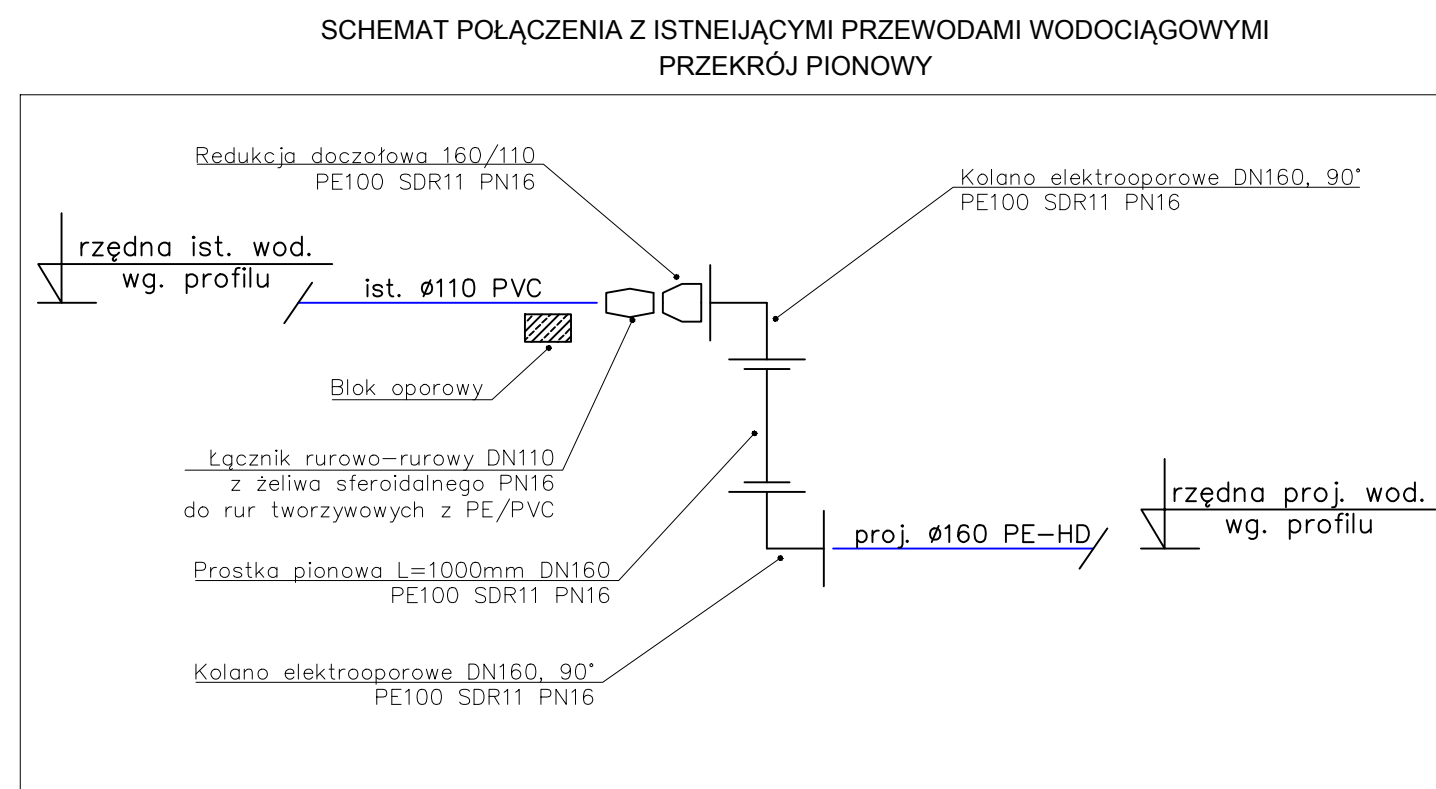 SCHEMAT POŁĄCZENIA Z ISTNEIJĄCYMI PRZEWODAMI WODOCIĄGOWYMI
PRZEKRÓJ PIONOWY
Redukcja doczołowa 160/110
PE100 SDR11 PN16
Kolano elektrooporowe DN160, 90°
PE100 SDR11 PN16
rzędna ist. wod.
wg. profilu
ist. ø110 PVC
Blok oporowy
Łącznik rurowo-rurowy DN110
z żeliwa sferoidalnego PN16
do rur tworzywowych z PE/PVC
rzędna proj. wod.
wg. profilu
proj. ø160 PE-HD
Prostka pionowa L=1000mm DN160
PE100 SDR11 PN16
Kolano elektrooporowe DN160, 90°
PE100 SDR11 PN16